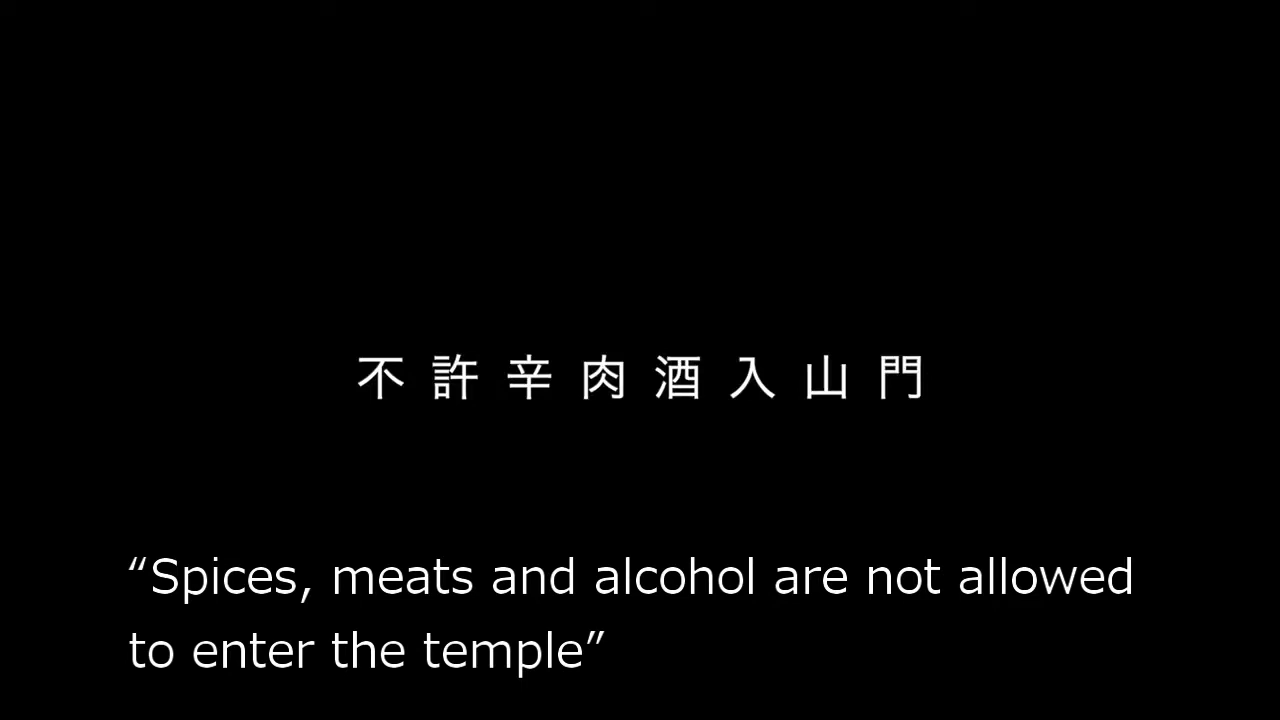 不許辛肉酒入山門
“Spices, meats and alcohol are not allowed
to enter the temple”